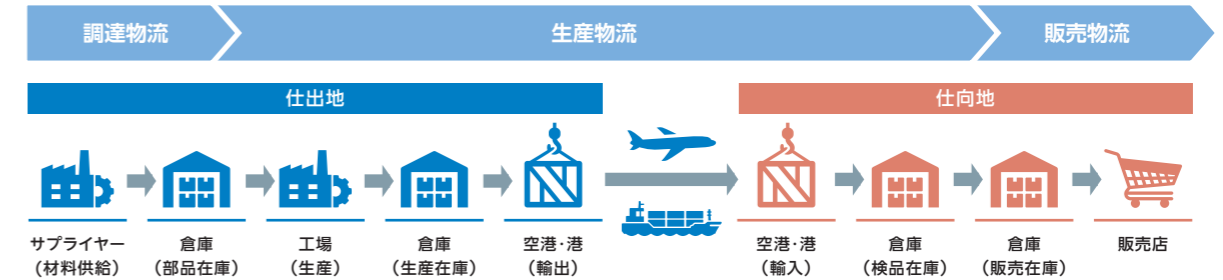 調達物流
生産物流
販売物流
仕出地
仕向地
サプライヤー
(材料供給)
倉庫
(部品在庫)
工場
(生産)
倉庫
(生産在庫)
空港・港
(輸出)
空港・港
(輸入)
倉庫
(検品在庫)
倉庫
(販売在庫)
販売店